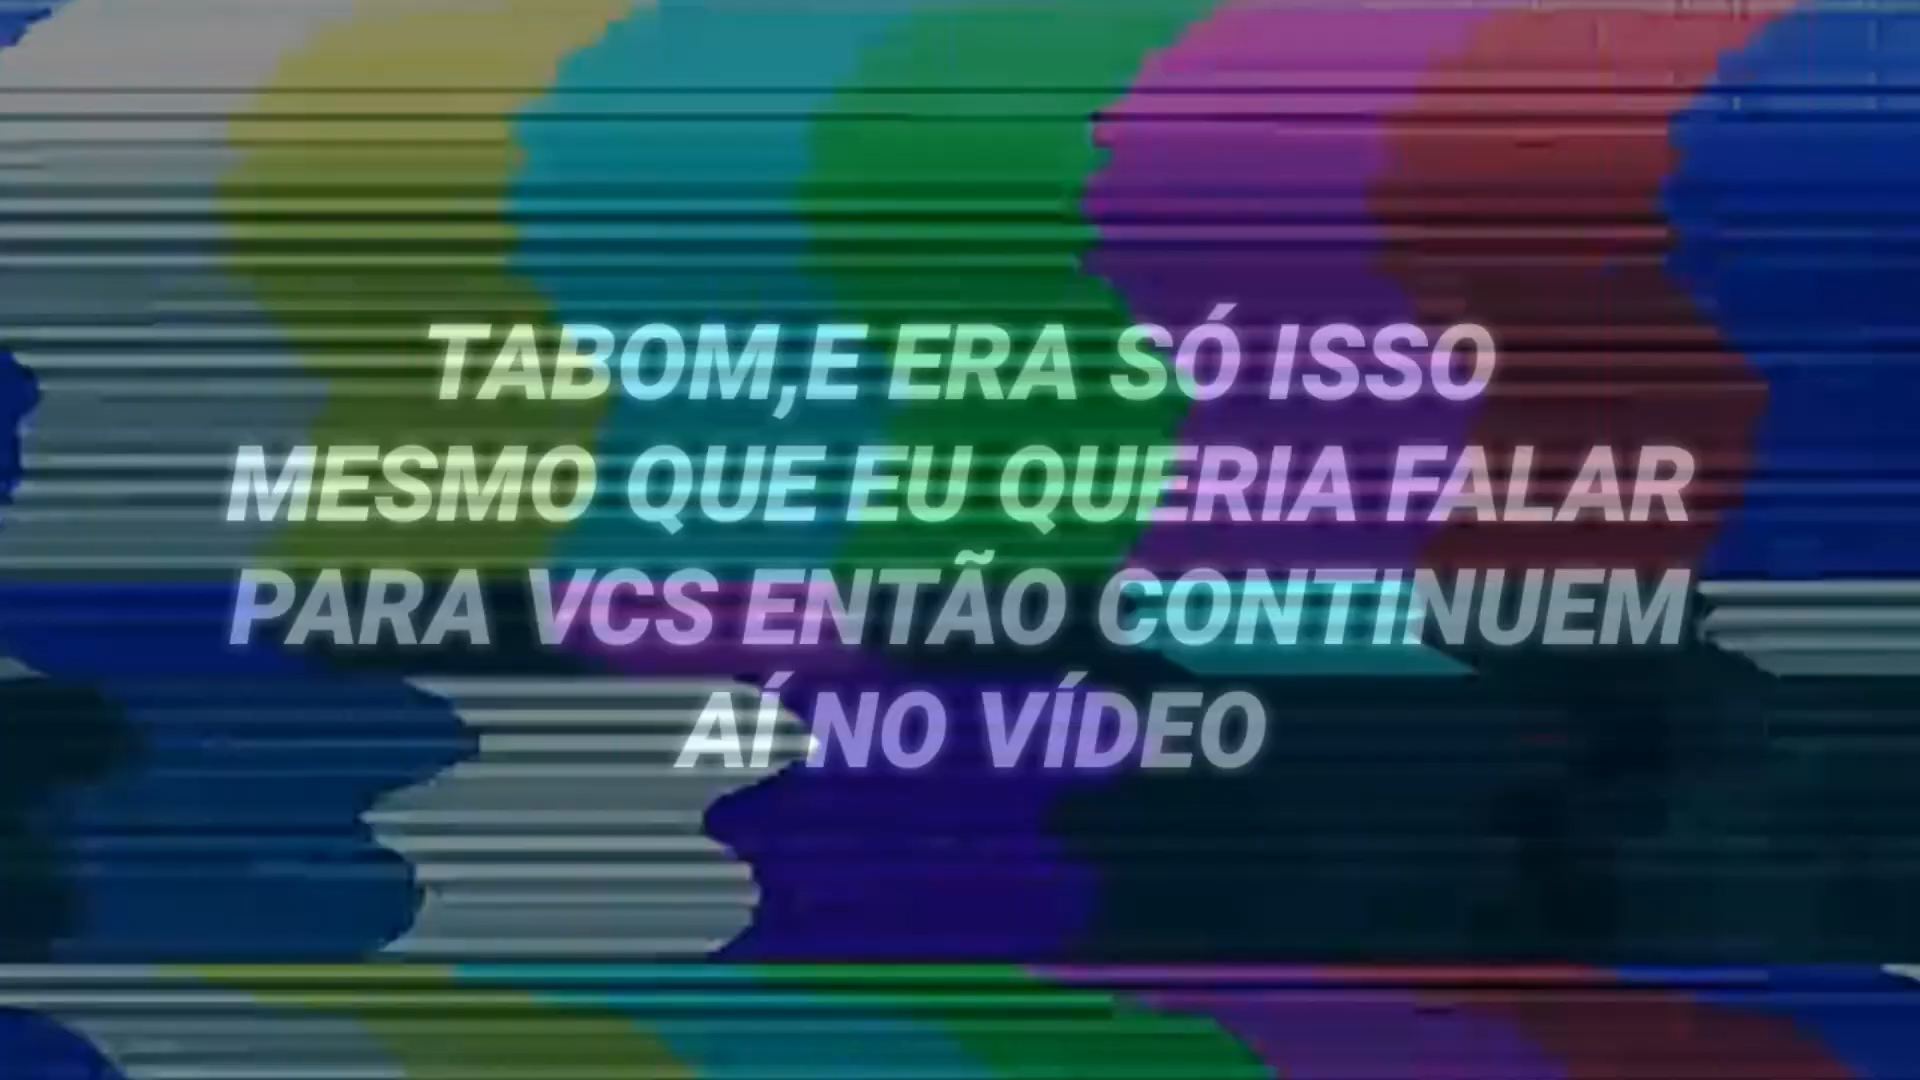 TABOM,E ERA SÓ ISSO
MESMO QUE EU QUERIA FALAR
PARA VCS ENTÃO CONTINUEM
AÍ NO VÍDEO